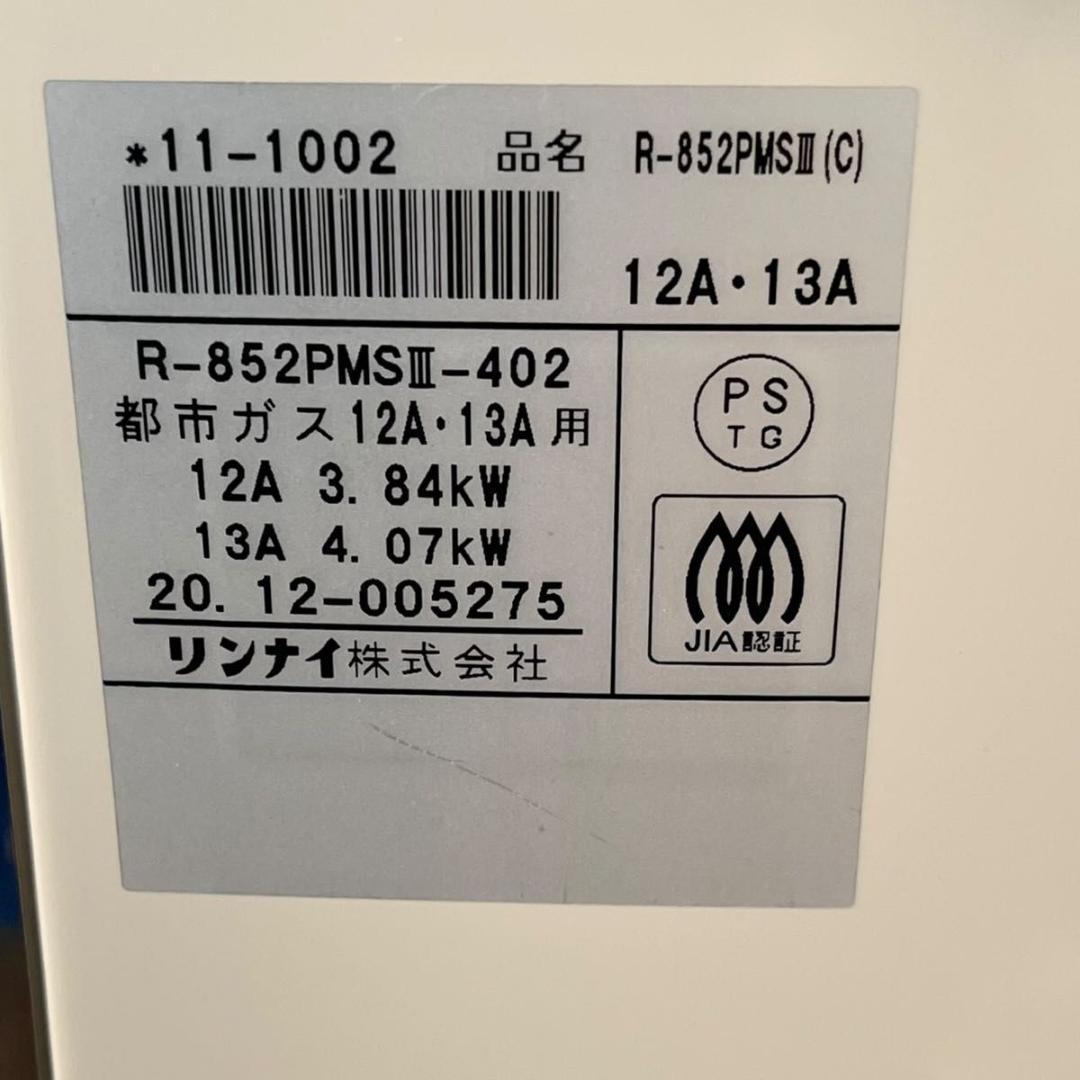 *11-1002 品名 R-852PMSⅢ(C)
12A・13A
R-852PMSⅢ-402
都市ガス12A・13A用
12A 3.84kW
13A 4.07kW
20.12-005275
リンナイ株式会社
PS
TG
JIA認証